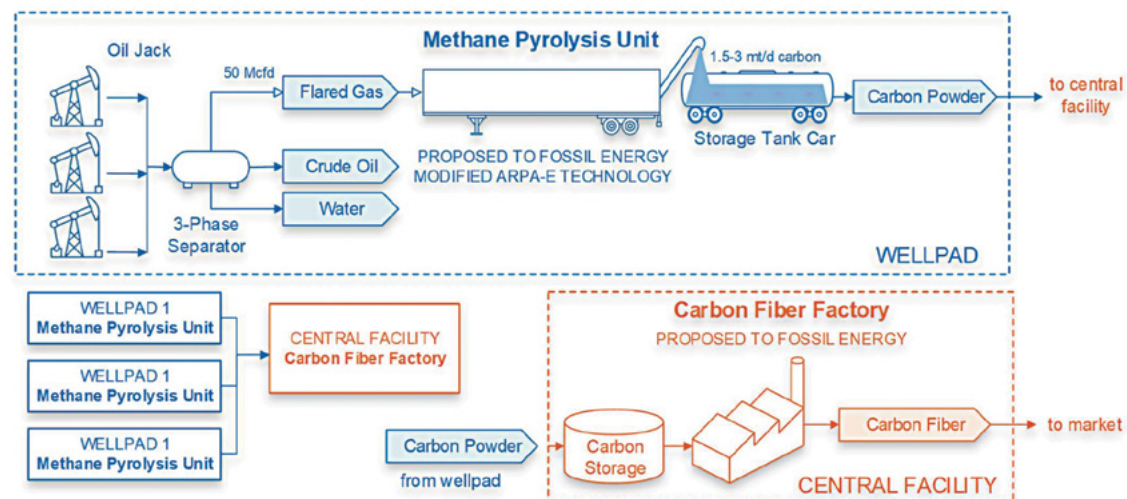 Oil Jack
50 Mcfd
Flared Gas
Crude Oil
Water
3-Phase
Separator
Methane Pyrolysis Unit
PROPOSED TO FOSSIL ENERGY
MODIFIED ARPA-E TECHNOLOGY
1.5-3 mt/d carbon
Storage Tank Car
Carbon Powder
to central
facility
WELLPAD
WELLPAD 1
Methane Pyrolysis Unit
WELLPAD 1
Methane Pyrolysis Unit
WELLPAD 1
Methane Pyrolysis Unit
CENTRAL FACILITY
Carbon Fiber Factory
Carbon Fiber Factory
PROPOSED TO FOSSIL ENERGY
Carbon Powder
from wellpad
Carbon
Storage
Carbon Fiber
to market
CENTRAL FACILITY